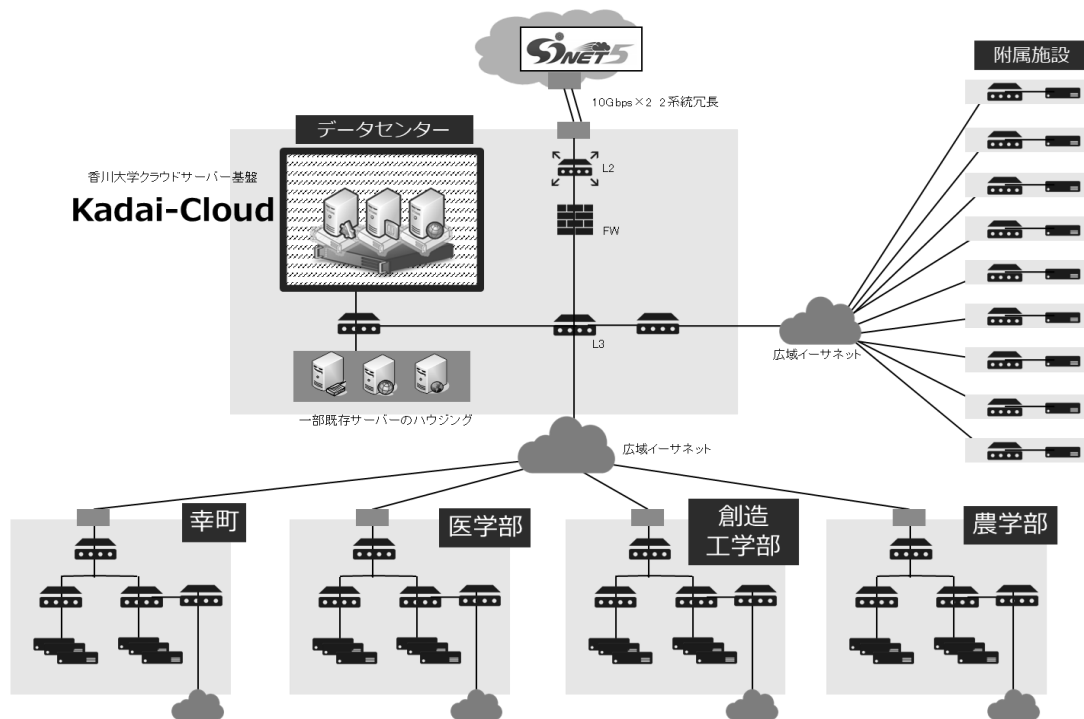 SINET5
附属施設
10Gbps×2 2系統冗長
データセンター
L2
香川大学クラウドサーバー基盤
Kadai-Cloud
FW
L3
広域イーサネット
一部既存サーバーのハウジング
広域イーサネット
幸町
医学部
創造
工学部
農学部